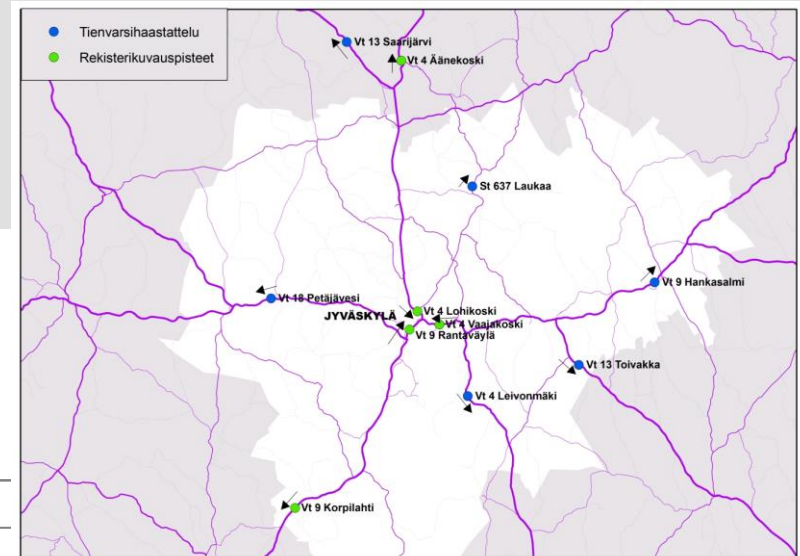 Tienvarsihaastattelu
Rekisterikuvauspisteet
Vt 13 Saarijärvi
Vt 4 Äänekoski
St 637 Laukaa
Vt 9 Hankasalmi
Vt 18 Petäjävesi
Vt 4 Lohikoski
JYVÄSKYLÄ
Vt 4 Vaajakoski
Vt 9 Rantaväylä
Vt 13 Toivakka
Vt 4 Leivonmäki
Vt 9 Korpilahti